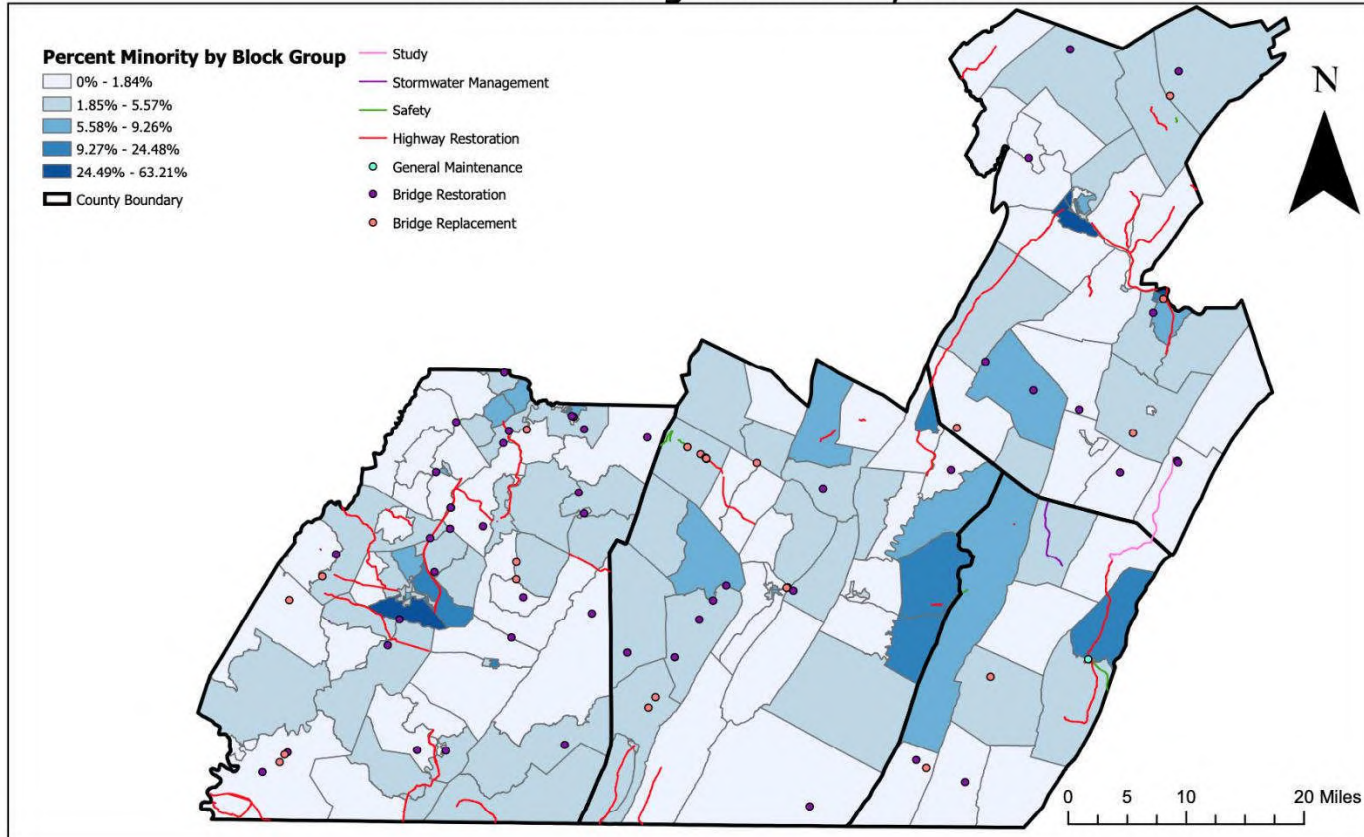 Percent Minority by Block Group
0% - 1.84%
1.85% - 5.57%
5.58% - 9.26%
9.27% - 24.48%
24.49% - 63.21%
County Boundary
Study
Stormwater Management
Safety
Highway Restoration
General Maintenance
Bridge Restoration
Bridge Replacement
N
0 5 10 20 Miles